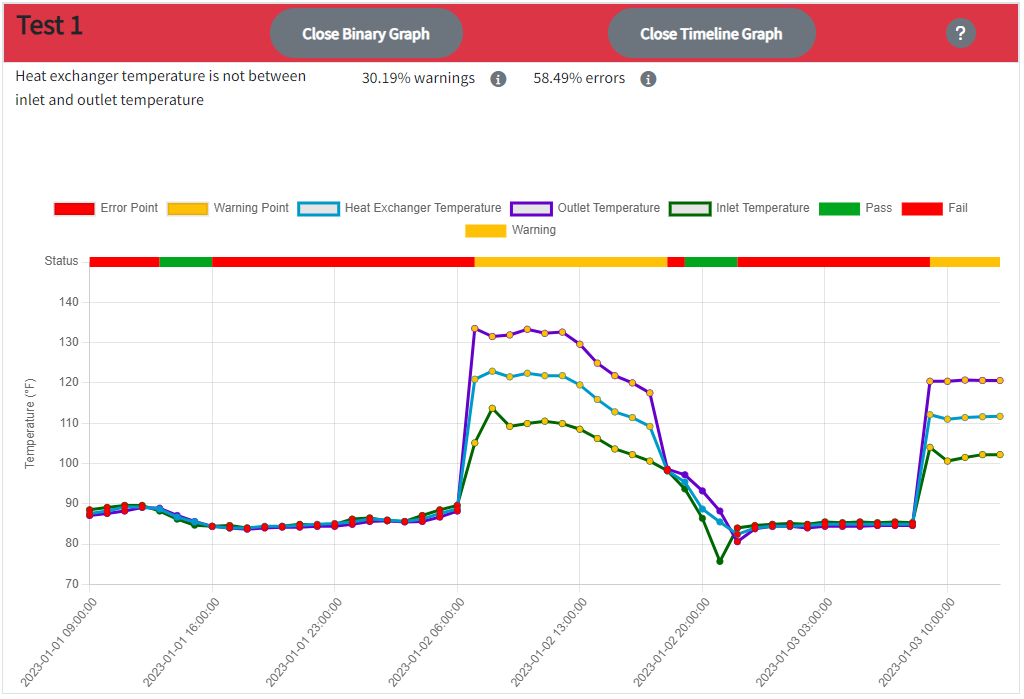 Test 1
Close Binary Graph
Close Timeline Graph
?
Heat exchanger temperature is not between
inlet and outlet temperature
30.19% warnings
i
58.49% errors
i
Error Point
Warning Point
Heat Exchanger Temperature
Outlet Temperature
Inlet Temperature
Pass
Fail
Warning
Status
140
130
120
110
100
90
80
70
Temperature (°F)
2023-01-01 09:00:00
2023-01-01 16:00:00
2023-01-01 23:00:00
2023-01-02 06:00:00
2023-01-02 13:00:00
2023-01-02 20:00:00
2023-01-03 03:00:00
2023-01-03 10:00:00